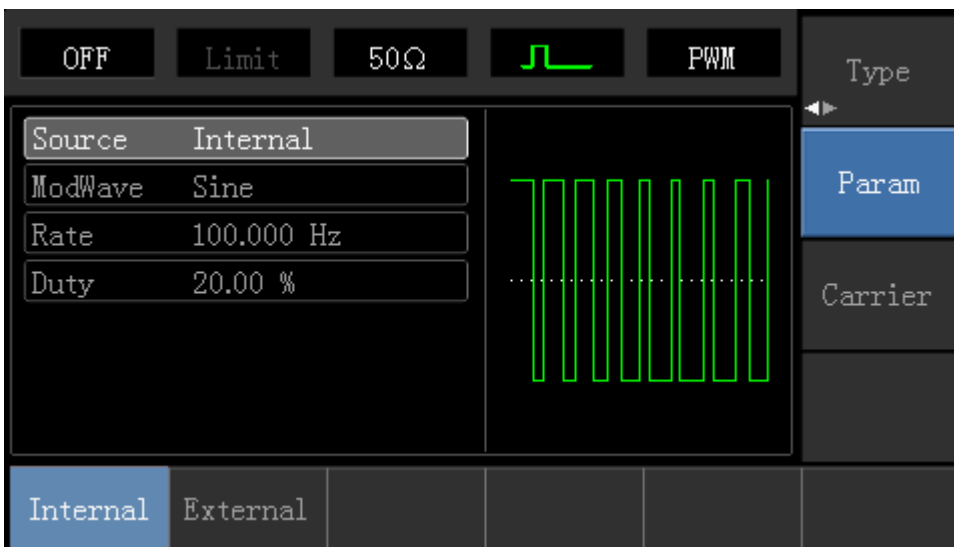 OFF Limit 50Ω PWM
Type
Source Internal
ModWave Sine
Rate 100.000 Hz
Duty 20.00 %
Param
Carrier
Internal External